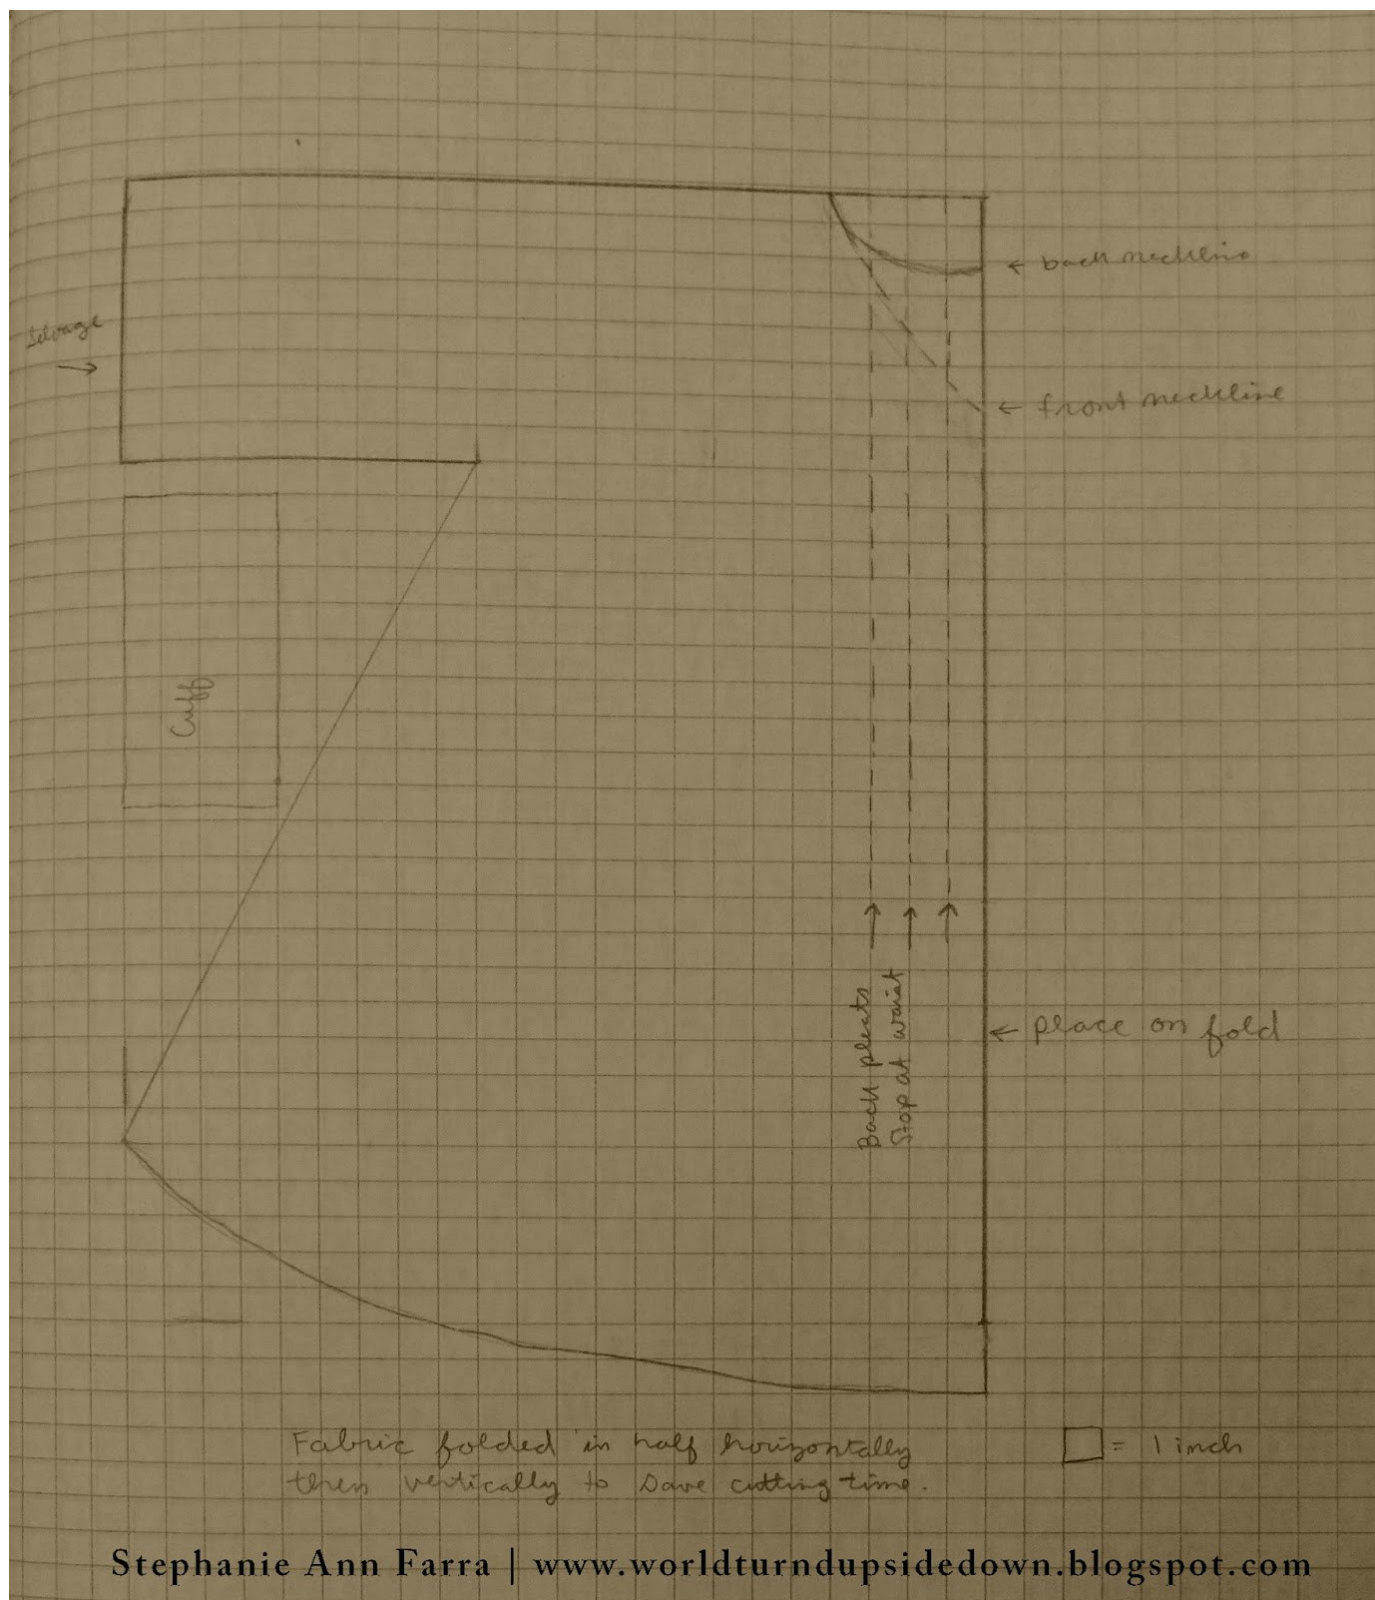 ← back neckline
Selvage
→
← front neckline
Cuff
Back pleats
Stop at waist
← place on fold
Fabric folded in half horizontally
then vertically to save cutting time.
= 1 inch
Stephanie Ann Farra | www.worldturndupsidedown.blogspot.com